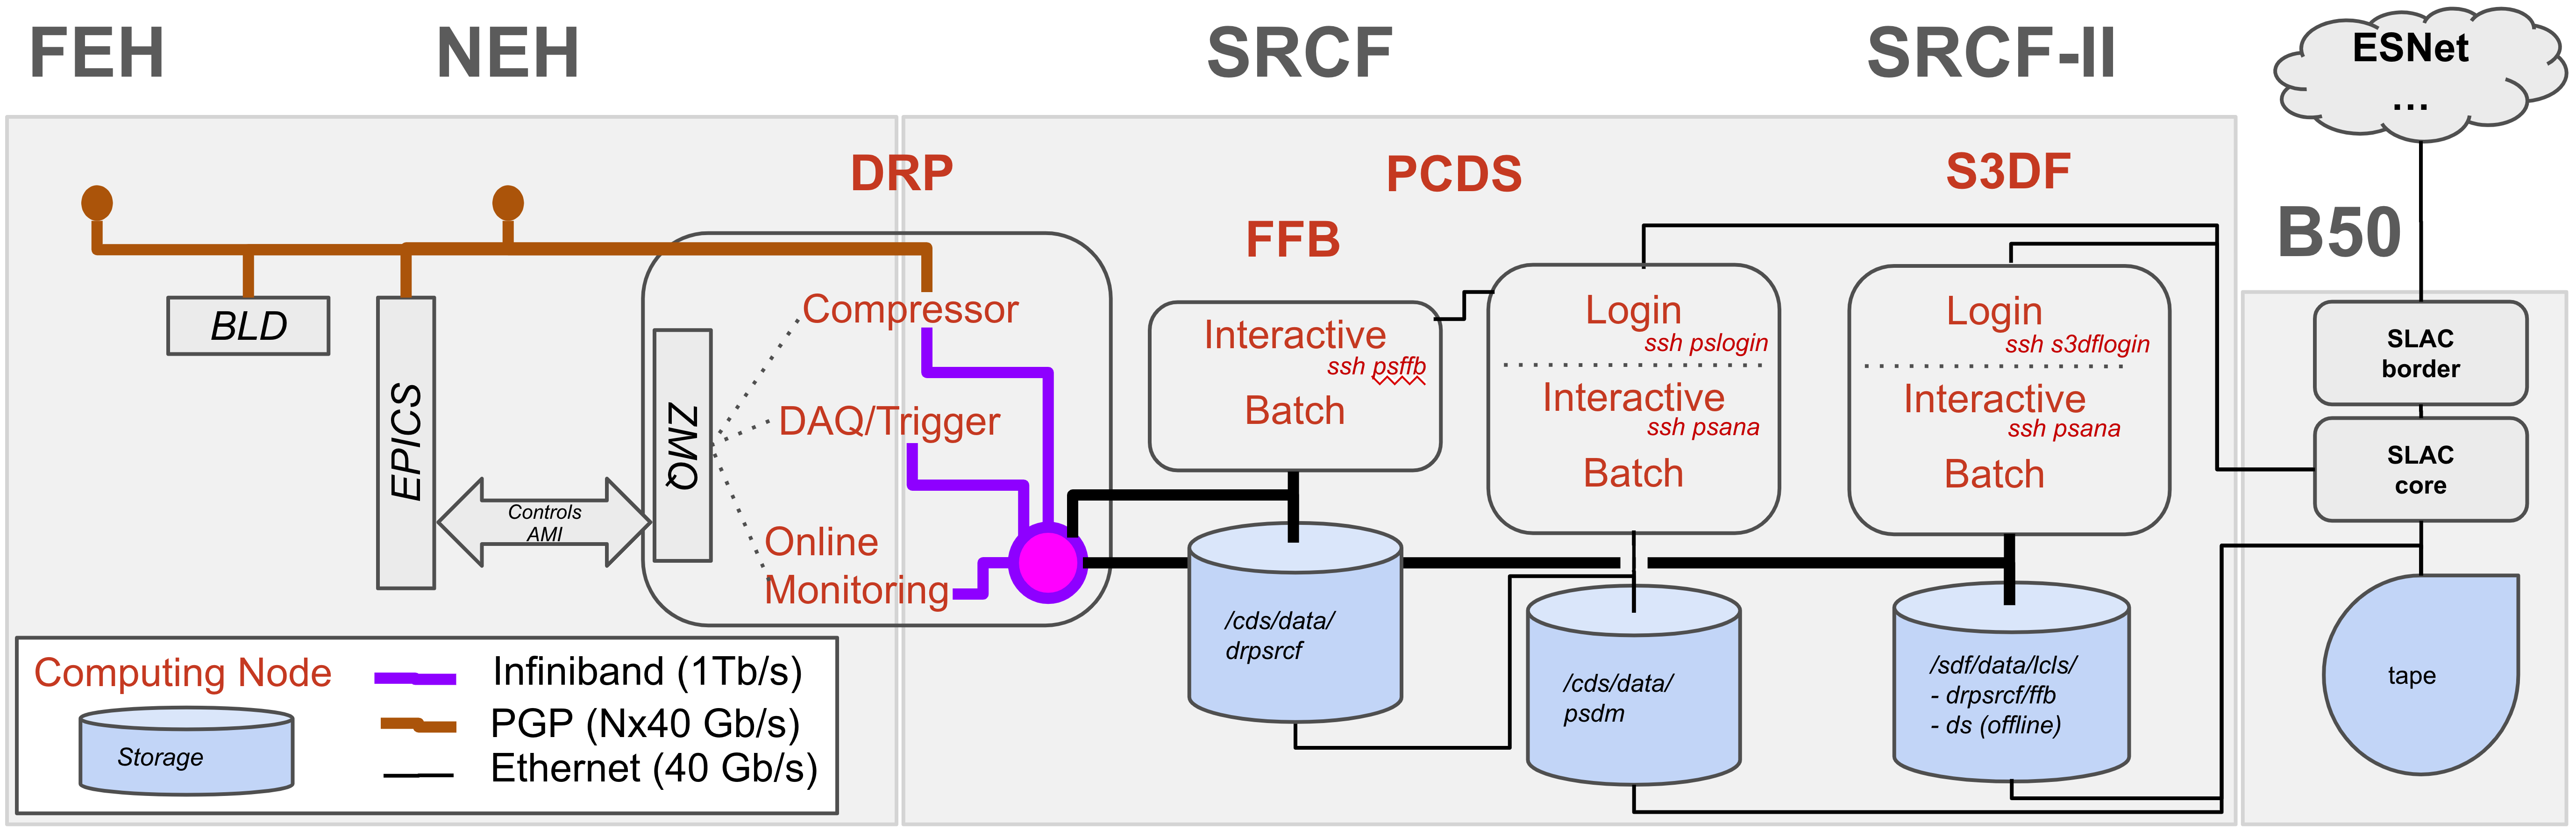 FEH
NEH
SRCF
SRCF-II
ESNet
...
DRP
PCDS
S3DF
FFB
B50
BLD
EPICS
Controls
AMI
ZMQ
Compressor
DAQ/Trigger
Online
Monitoring
Interactive
ssh psffb
Batch
Login
ssh pslogin
Interactive
ssh psana
Batch
Login
ssh s3dflogin
Interactive
ssh psana
Batch
SLAC
border
SLAC
core
/cds/data/
drpsrcf
/cds/data/
psdm
/sdf/data/lcls/
- drpsrcf/ffb
- ds (offline)
tape
Computing Node
Storage
Infiniband (1Tb/s)
PGP (Nx40 Gb/s)
Ethernet (40 Gb/s)